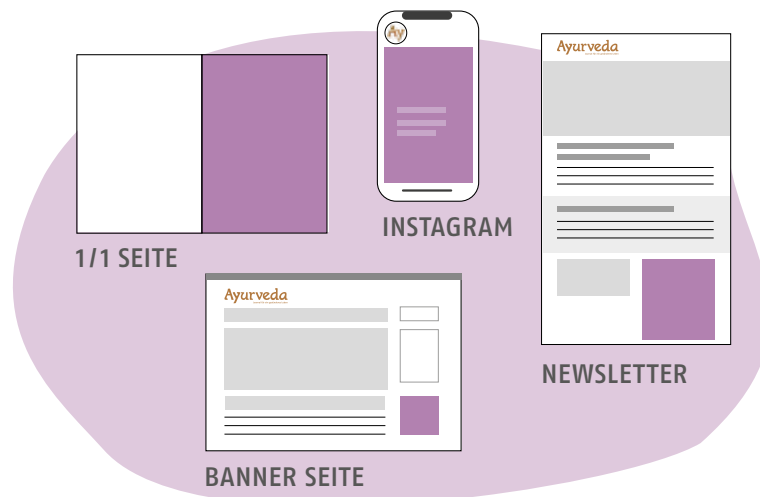 Ay
Ayurveda
1/1 SEITE
INSTAGRAM
Ayurveda
BANNER SEITE
NEWSLETTER